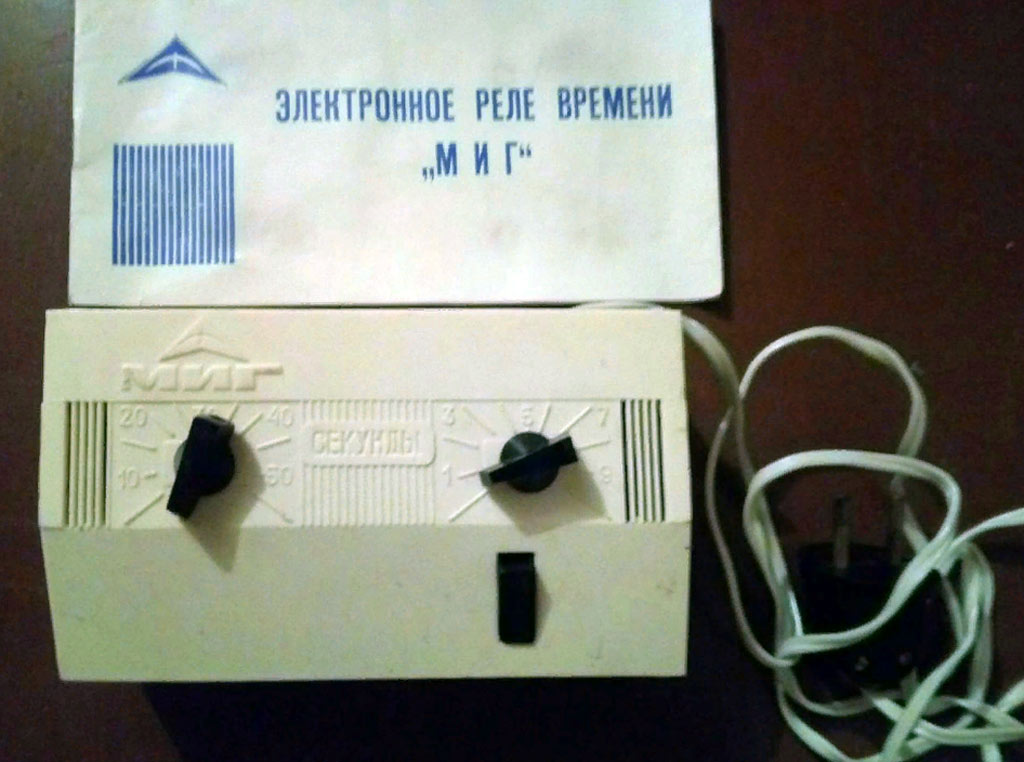 ЭЛЕКТРОННОЕ РЕЛЕ ВРЕМЕНИ
„М И Г“
МИГ
20 40
10 50
СЕКУНДЫ
3 5 7
1 9